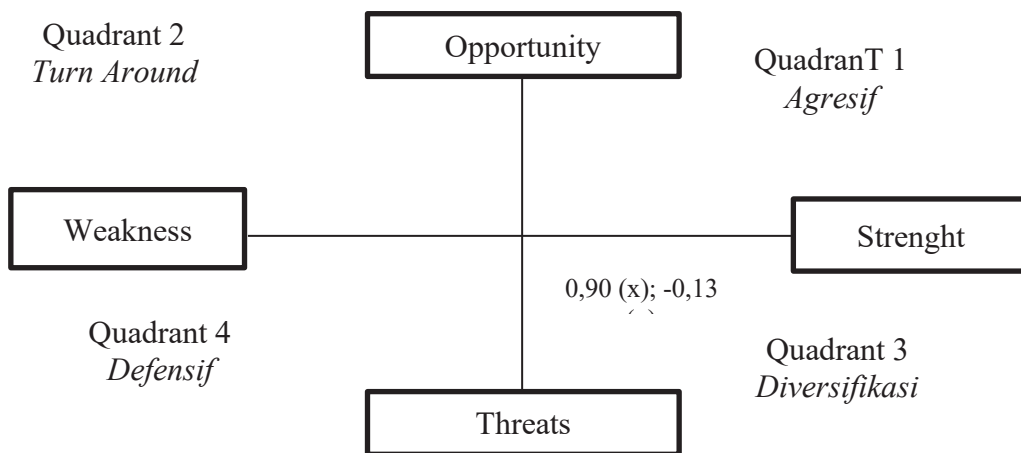 Quadrant 2
Turn Around
Opportunity
QuadranT 1
Agresif
Weakness
Strenght
0,90 (x); -0,13
Quadrant 4
Defensif
Quadrant 3
Diversifikasi
Threats